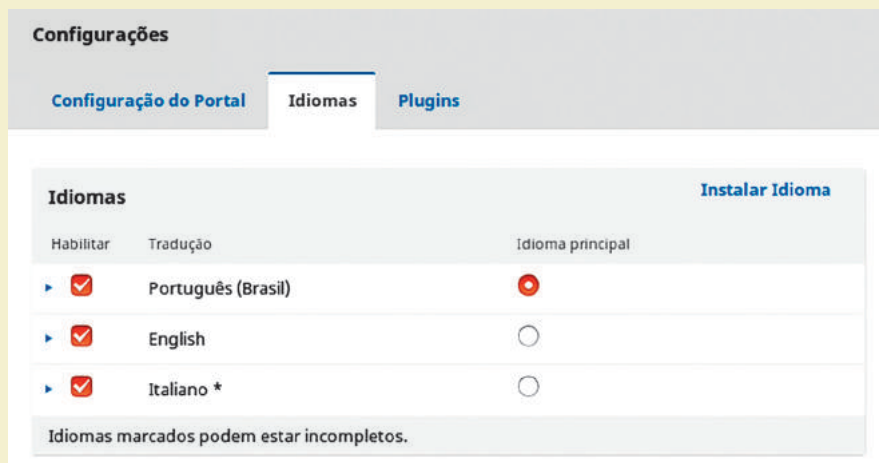 Configurações
Configuração do Portal Idiomas Plugins
Idiomas Instalar Idioma
Habilitar Tradução Idioma principal
Português (Brasil)
English
Italiano *
Idiomas marcados podem estar incompletos.